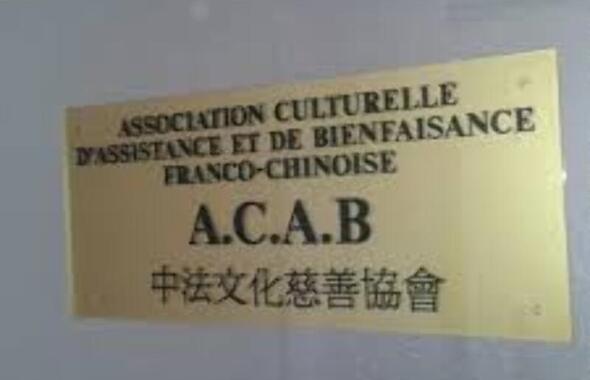 ASSOCIATION CULTURELLE
D'ASSISTANCE ET DE BIENFAISANCE
FRANCO-CHINOISE
A.C.A.B
中法文化慈善協會